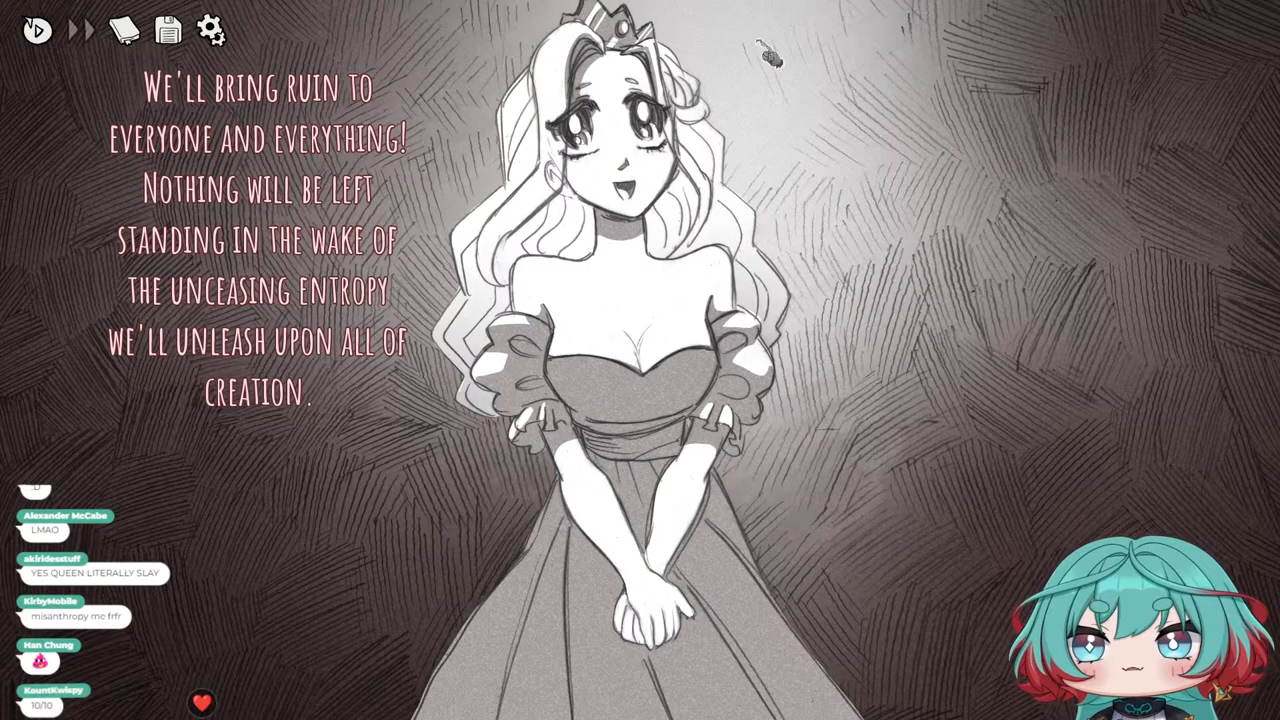 We'll bring ruin to
everyone and everything!
Nothing will be left
standing in the wake of
the unceasing entropy
we'll unleash upon all of
creation.
:D
Alexander McCabe
LMAO
akiridesstuff
YES QUEEN LITERALLY SLAY
KirbyMobile
misanthropy me frfr
Han Chung
KountKwispy
10/10